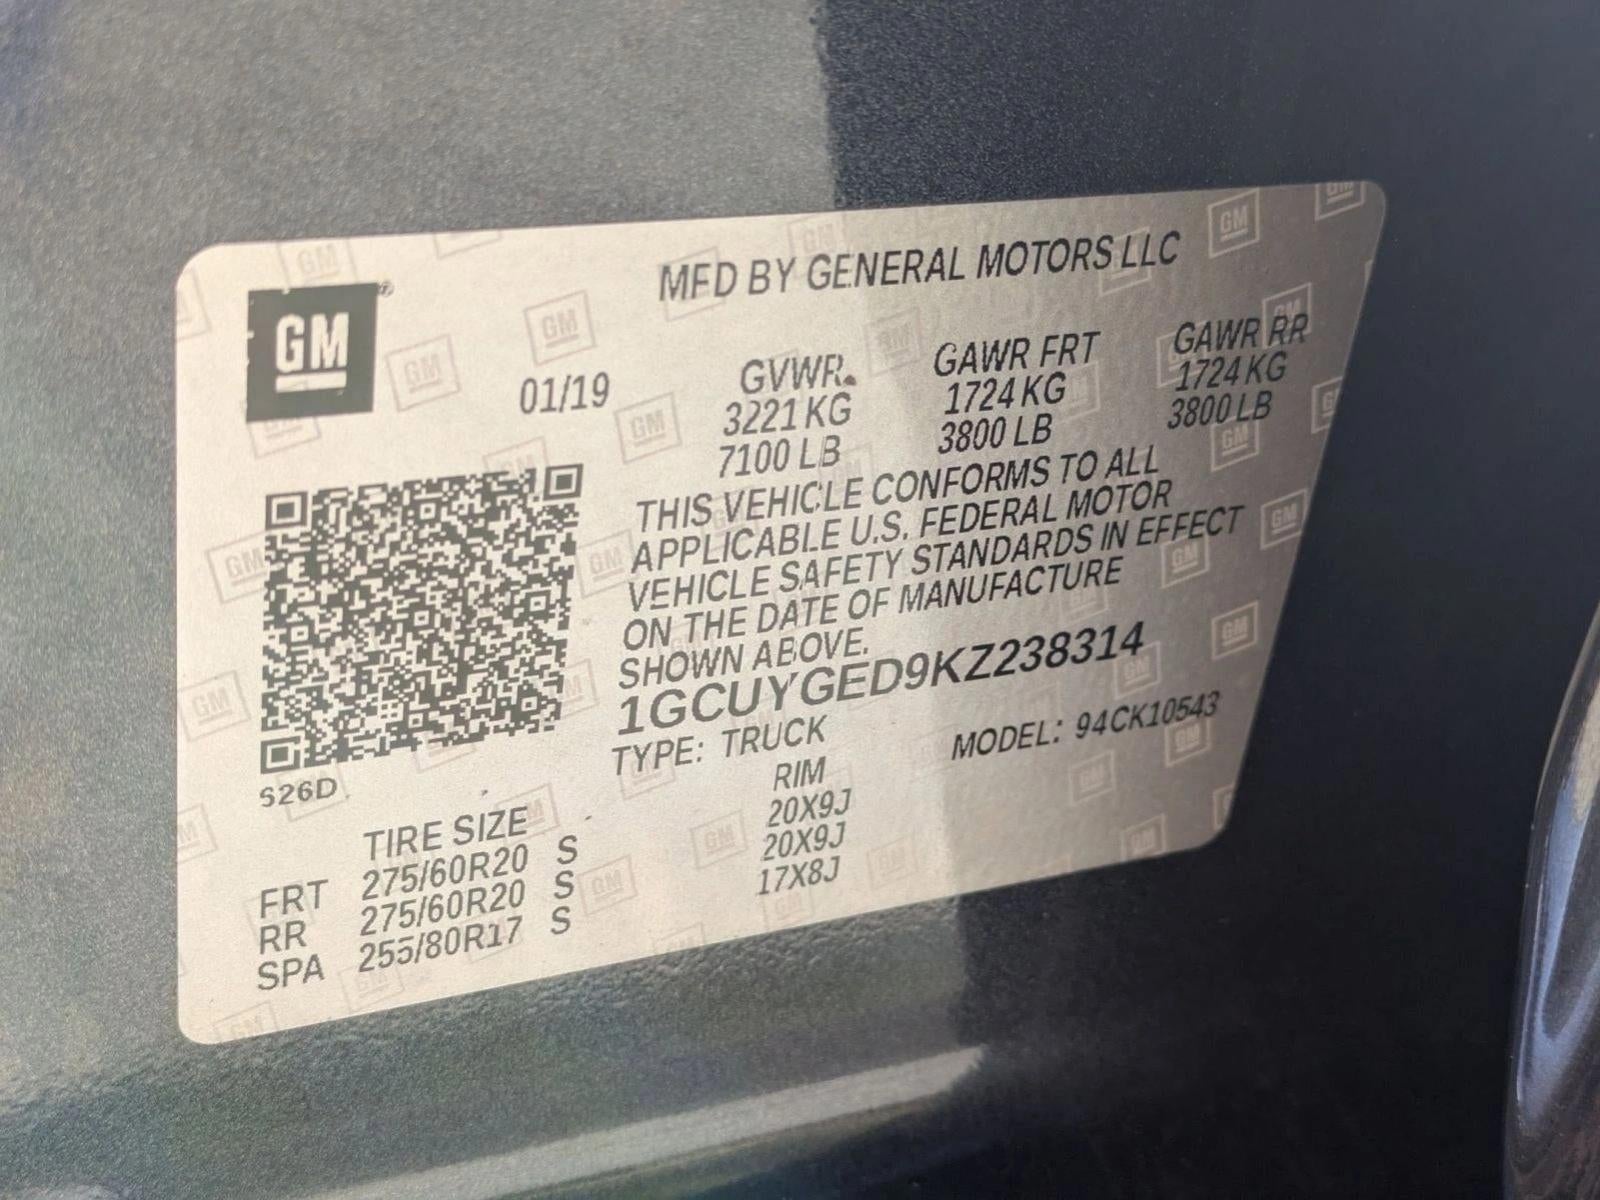 GM
MFD BY GENERAL MOTORS LLC
01/19
GVWR GAWR FRT GAWR RR
3221 KG 1724 KG 1724 KG
7100 LB 3800 LB 3800 LB
THIS VEHICLE CONFORMS TO ALL
APPLICABLE U.S. FEDERAL MOTOR
VEHICLE SAFETY STANDARDS IN EFFECT
ON THE DATE OF MANUFACTURE
SHOWN ABOVE.
1GCUYGED9KZ238314
TYPE: TRUCK MODEL: 94CK10543
S26D
TIRE SIZE RIM
FRT 275/60R20 S 20X9J
RR 275/60R20 S 20X9J
SPA 255/80R17 S 17X8J